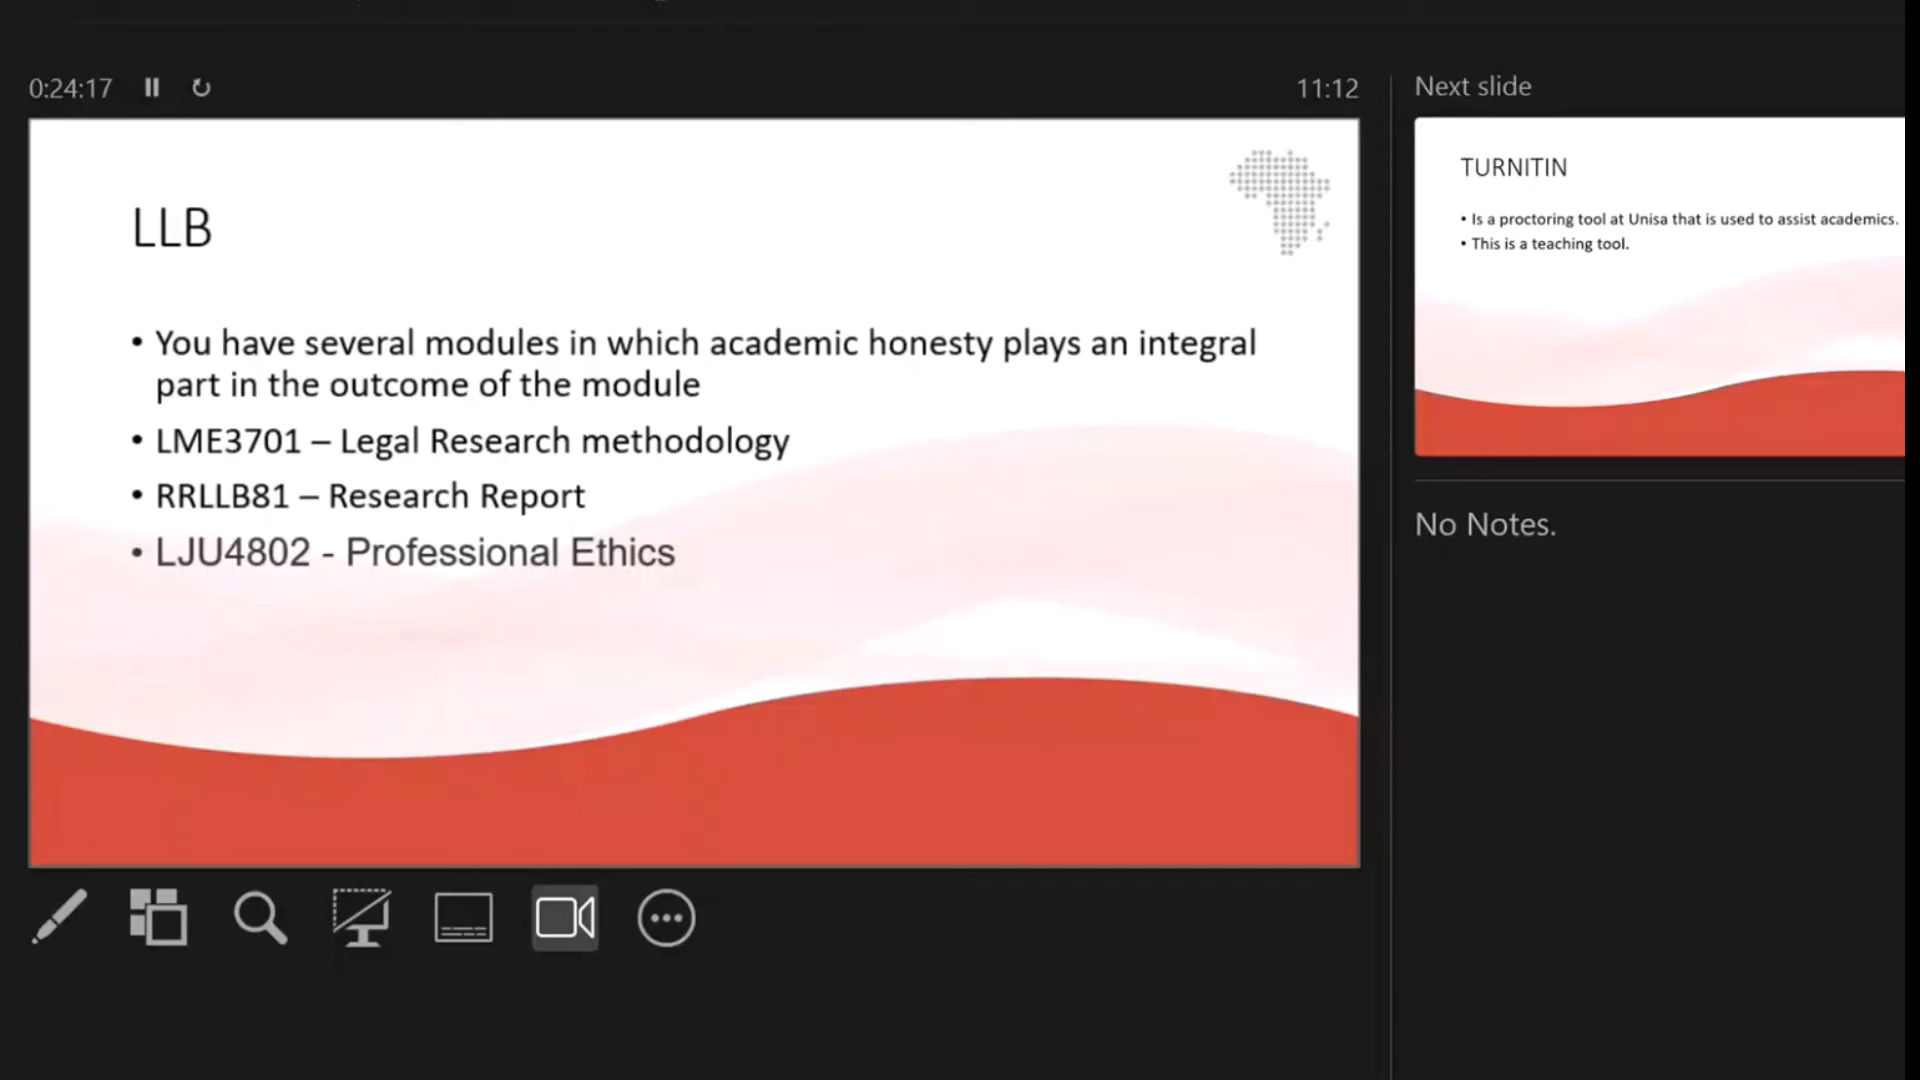 0:24:17
11:12
LLB
• You have several modules in which academic honesty plays an integral
part in the outcome of the module
• LME3701 – Legal Research methodology
• RRLLB81 – Research Report
• LJU4802 - Professional Ethics
Next slide
TURNITIN
• Is a proctoring tool at Unisa that is used to assist academics.
• This is a teaching tool.
No Notes.